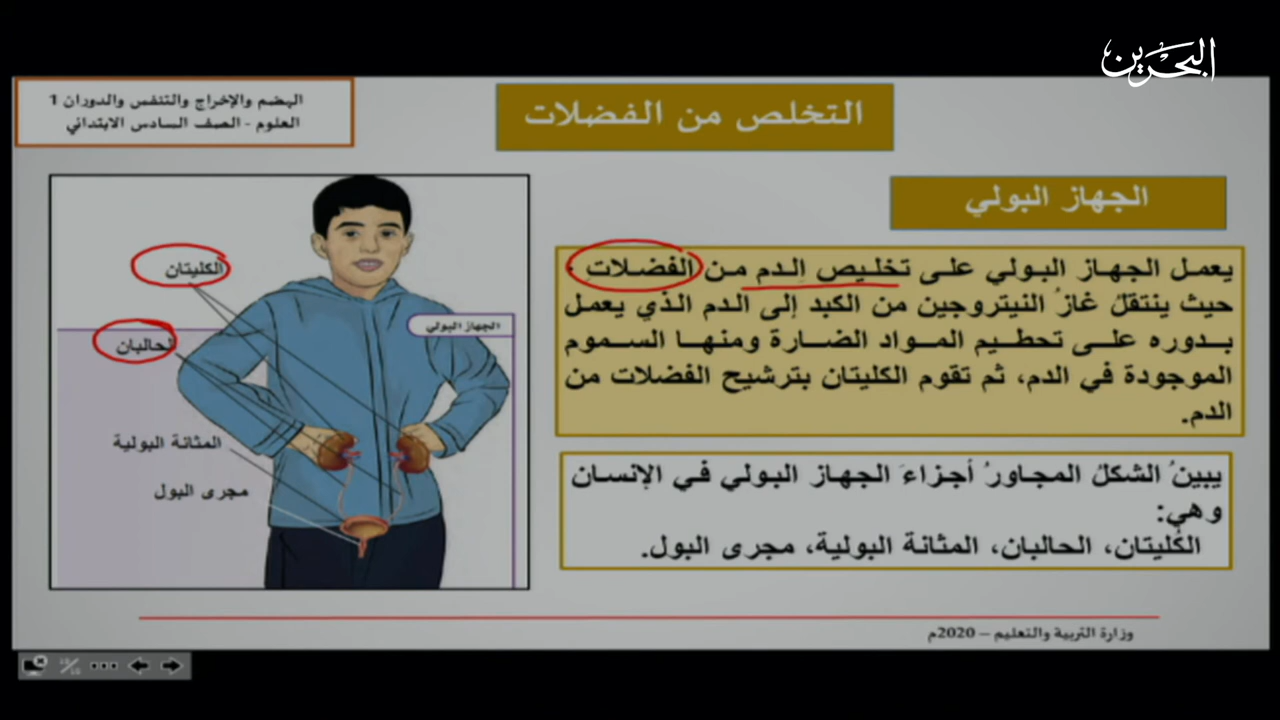 البحرين
الهضم والإخراج والتنفس والدوران 1
العلوم - الصف السادس الابتدائي
التخلص من الفضلات
الجهاز البولي
يعمل الجهاز البولي على تخليص الدم من الفضلات .
حيث ينتقلُ غازُ النيتروجين من الكبد إلى الدم الذي يعمل
بدوره على تحطيم المواد الضارة ومنها السموم
الموجودة في الدم، ثم تقوم الكليتان بترشيح الفضلات من
الدم.
يبينُ الشكلُ المجاورُ أجزاءَ الجهاز البولي في الإنسان
وهي:
الكُليتان، الحالبان، المثانة البولية، مجرى البول.
الكليتان
الجهاز البولي
الحالبان
المثانة البولية
مجرى البول
وزارة التربية والتعليم – 2020م